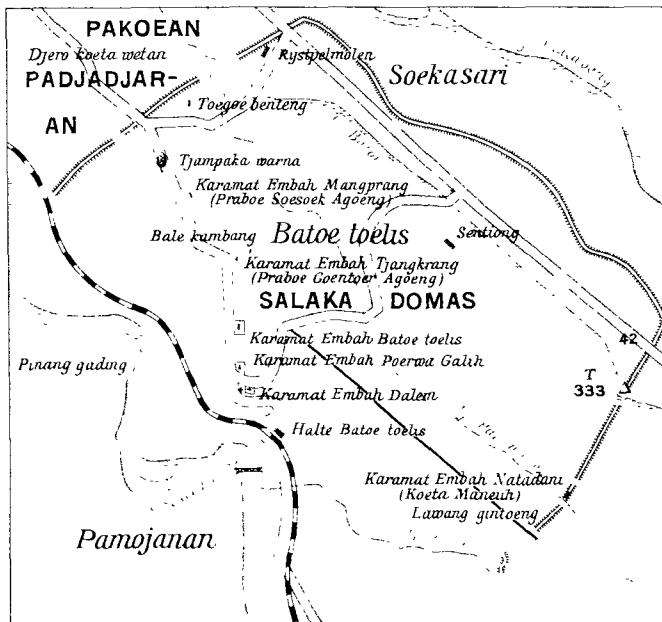 PAKOEAN
Djero koeta wetan
PADJADJAR-
AN
Rystpelmolen
Soekasari
Toegoe benteng
Tjampaka warna
Karamat Embah Mangprang
(Praboe Soesoek Agoeng)
Batoe toelis
Sentiong
Bale kambang
Karamat Embah Tjangkrang
(Praboe Goentoer Agoeng)
SALAKA DOMAS
Karamat Embah Batoe toelis
42
Karamat Embah Poerwa Galih
Pinang gading
T
333
Karamat Embah Dalem
Halte Batoe toelis
Karamat Embah Natadani
(Koeta Maneuh)
Lawang gintoeng
Pamojanan